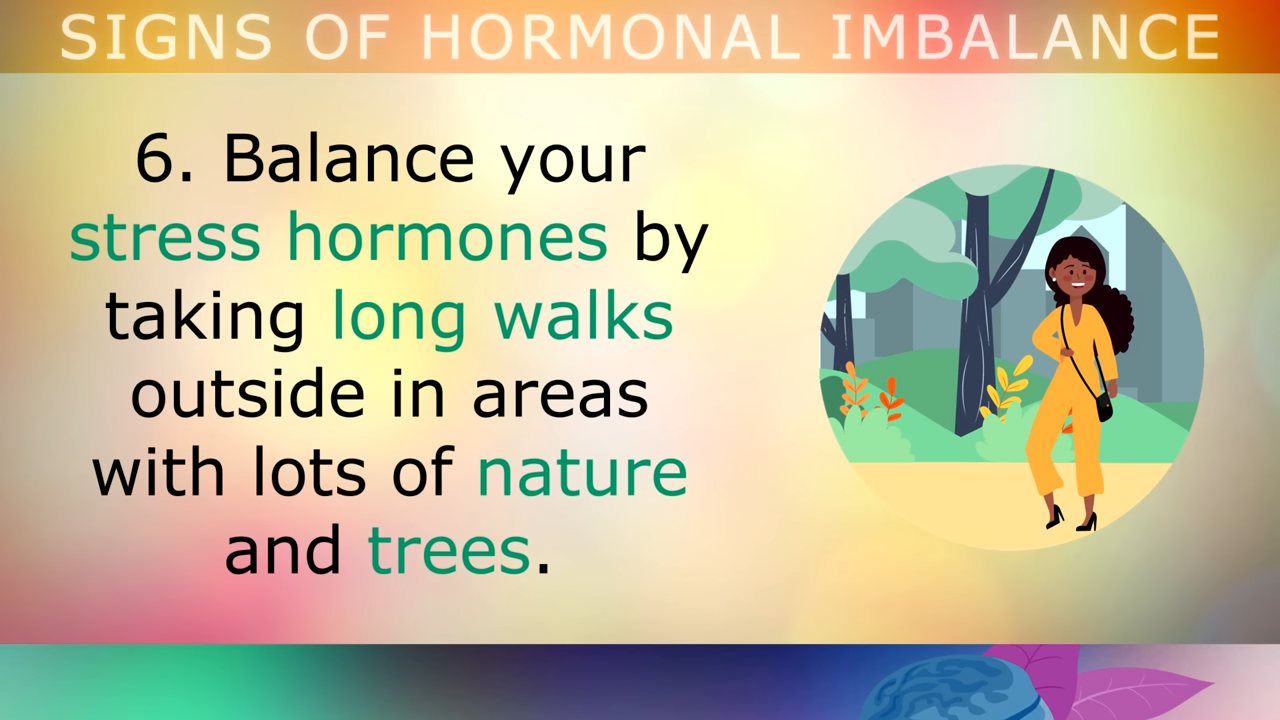 SIGNS OF HORMONAL IMBALANCE
6. Balance your
stress hormones by
taking long walks
outside in areas
with lots of nature
and trees.